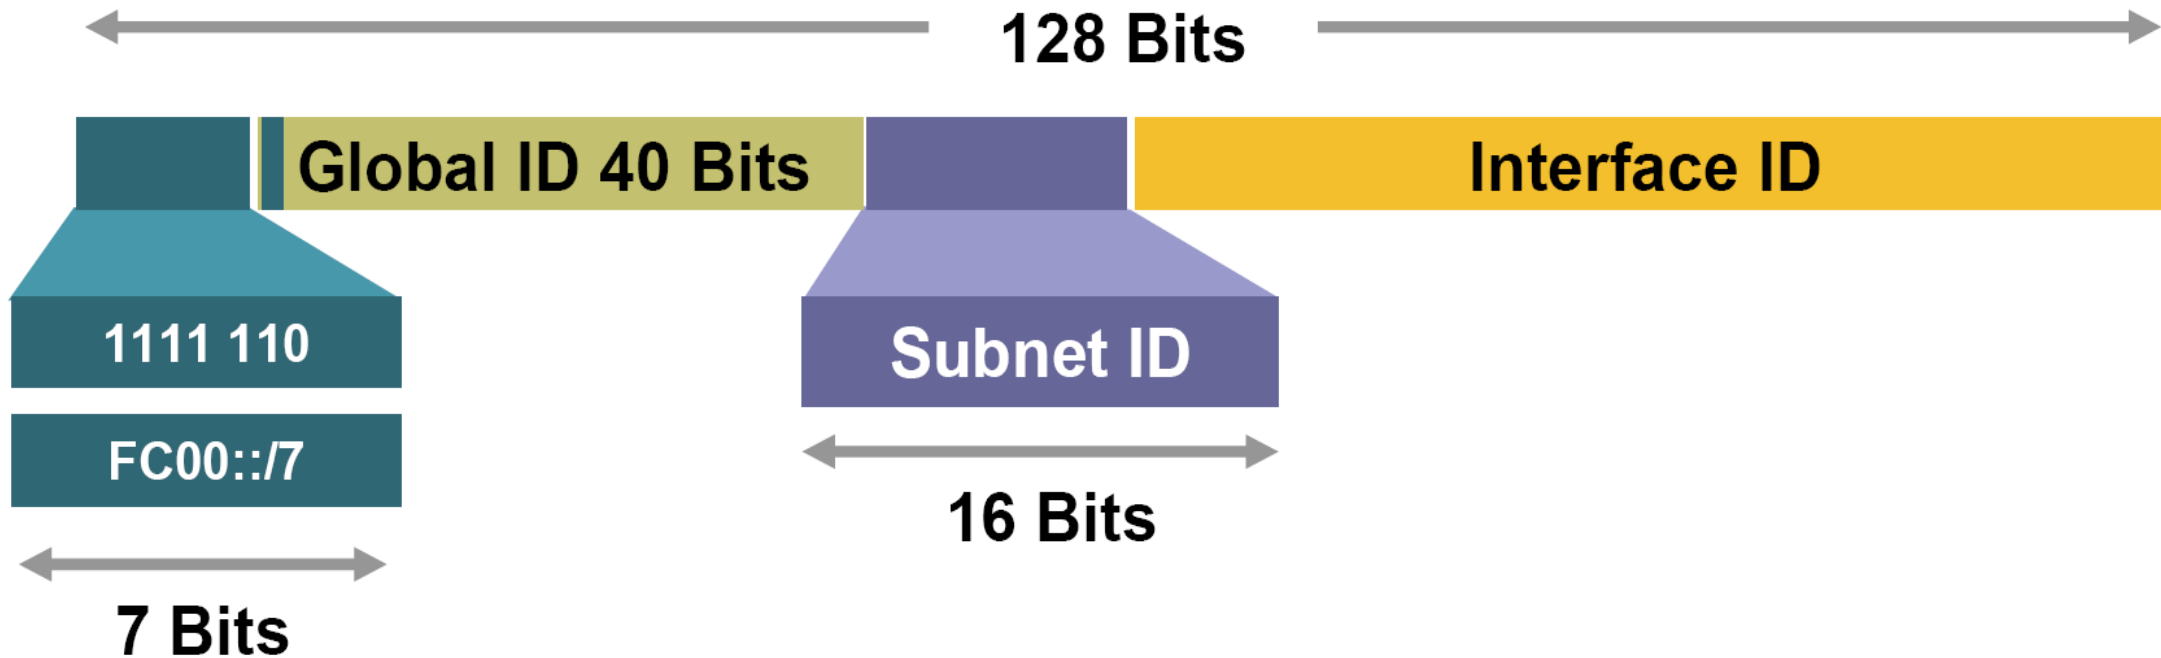 128 Bits
Global ID 40 Bits
Interface ID
1111 110
Subnet ID
FC00::/7
16 Bits
7 Bits